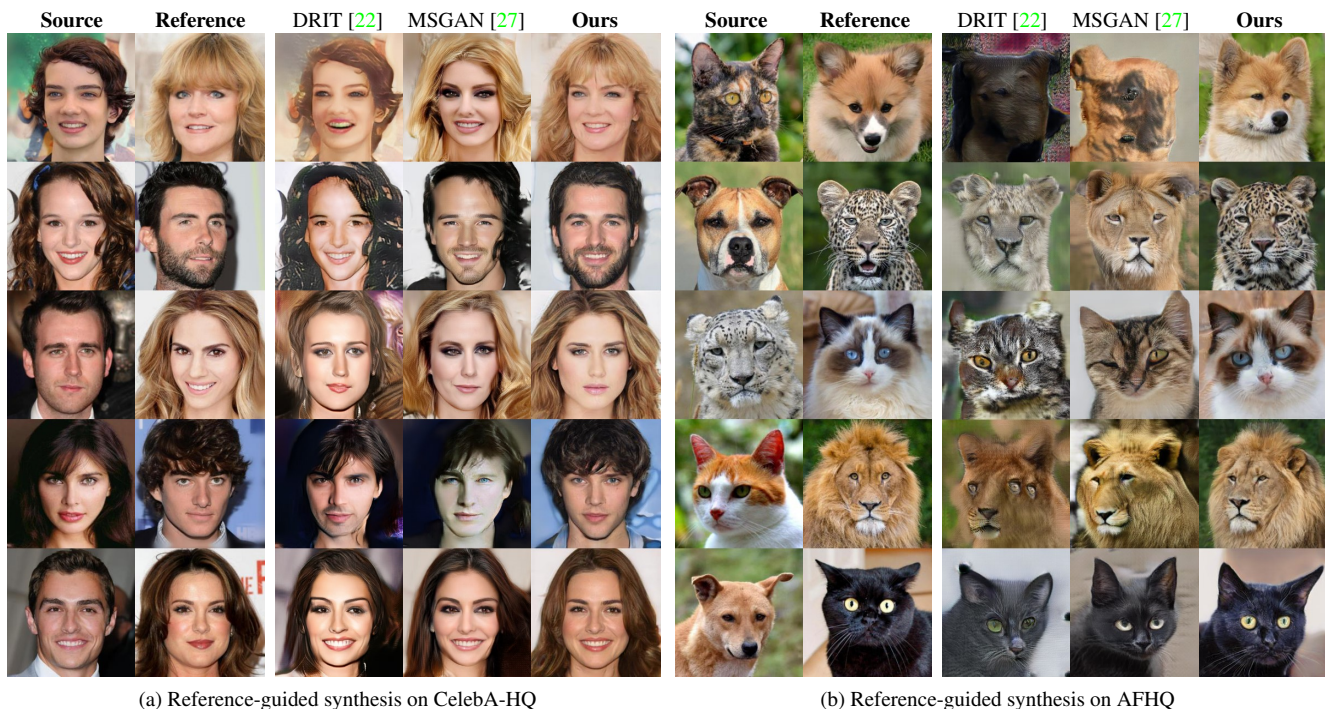 Source Reference DRIT [22] MSGAN [27] Ours Source Reference DRIT [22] MSGAN [27] Ours
(a) Reference-guided synthesis on CelebA-HQ (b) Reference-guided synthesis on AFHQ